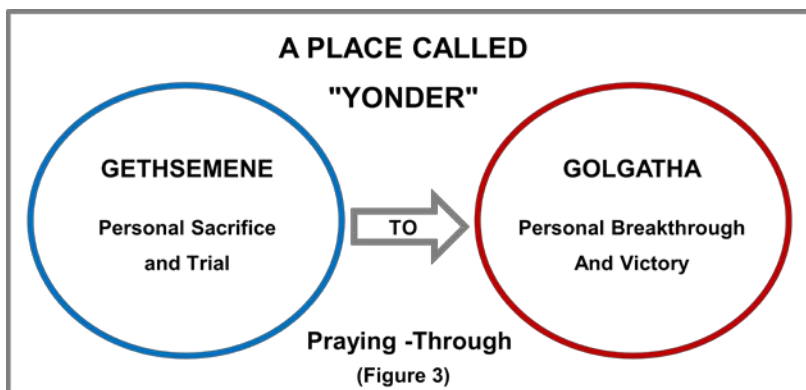 A PLACE CALLED
"YONDER"
GETHSEMENE
Personal Sacrifice
and Trial
TO
GOLGATHA
Personal Breakthrough
And Victory
Praying -Through
(Figure 3)